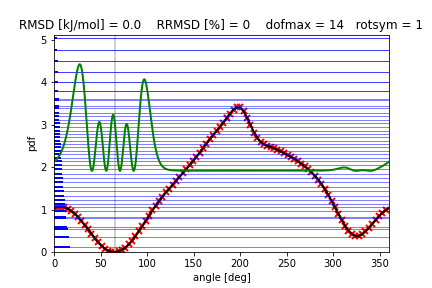 RMSD [kJ/mol] = 0.0 RRMSD [%] = 0 dofmax = 14 rotsym = 1
5
4
3
2
1
0
pdf
0 50 100 150 200 250 300 350
angle [deg]